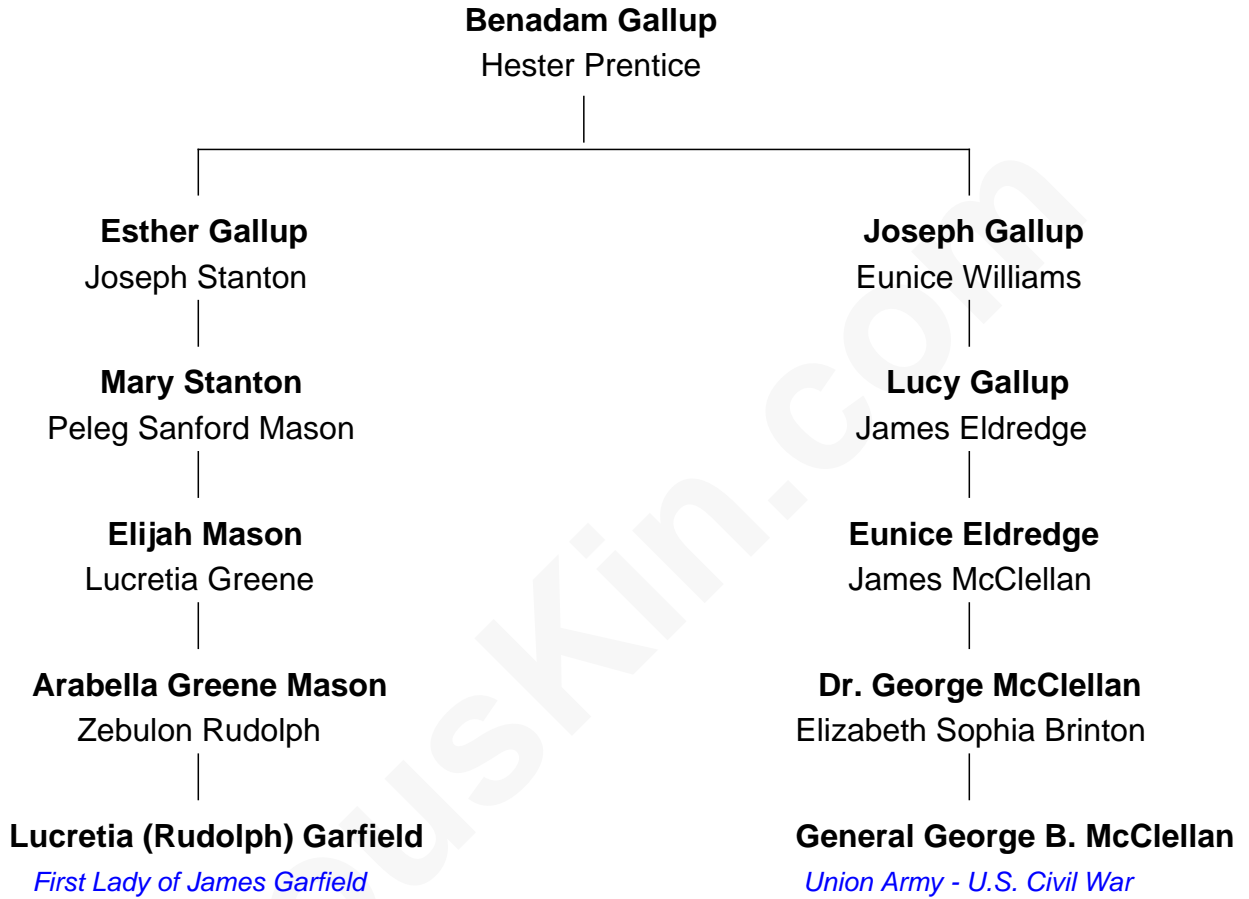 Benadam Gallup
Hester Prentice
Esther Gallup
Joseph Stanton
Joseph Gallup
Eunice Williams
Mary Stanton
Peleg Sanford Mason
Lucy Gallup
James Eldredge
Elijah Mason
Lucretia Greene
Eunice Eldredge
James McClellan
Arabella Greene Mason
Zebulon Rudolph
Dr. George McClellan
Elizabeth Sophia Brinton
Lucretia (Rudolph) Garfield
First Lady of James Garfield
General George B. McClellan
Union Army - U.S. Civil War
ousKin.com